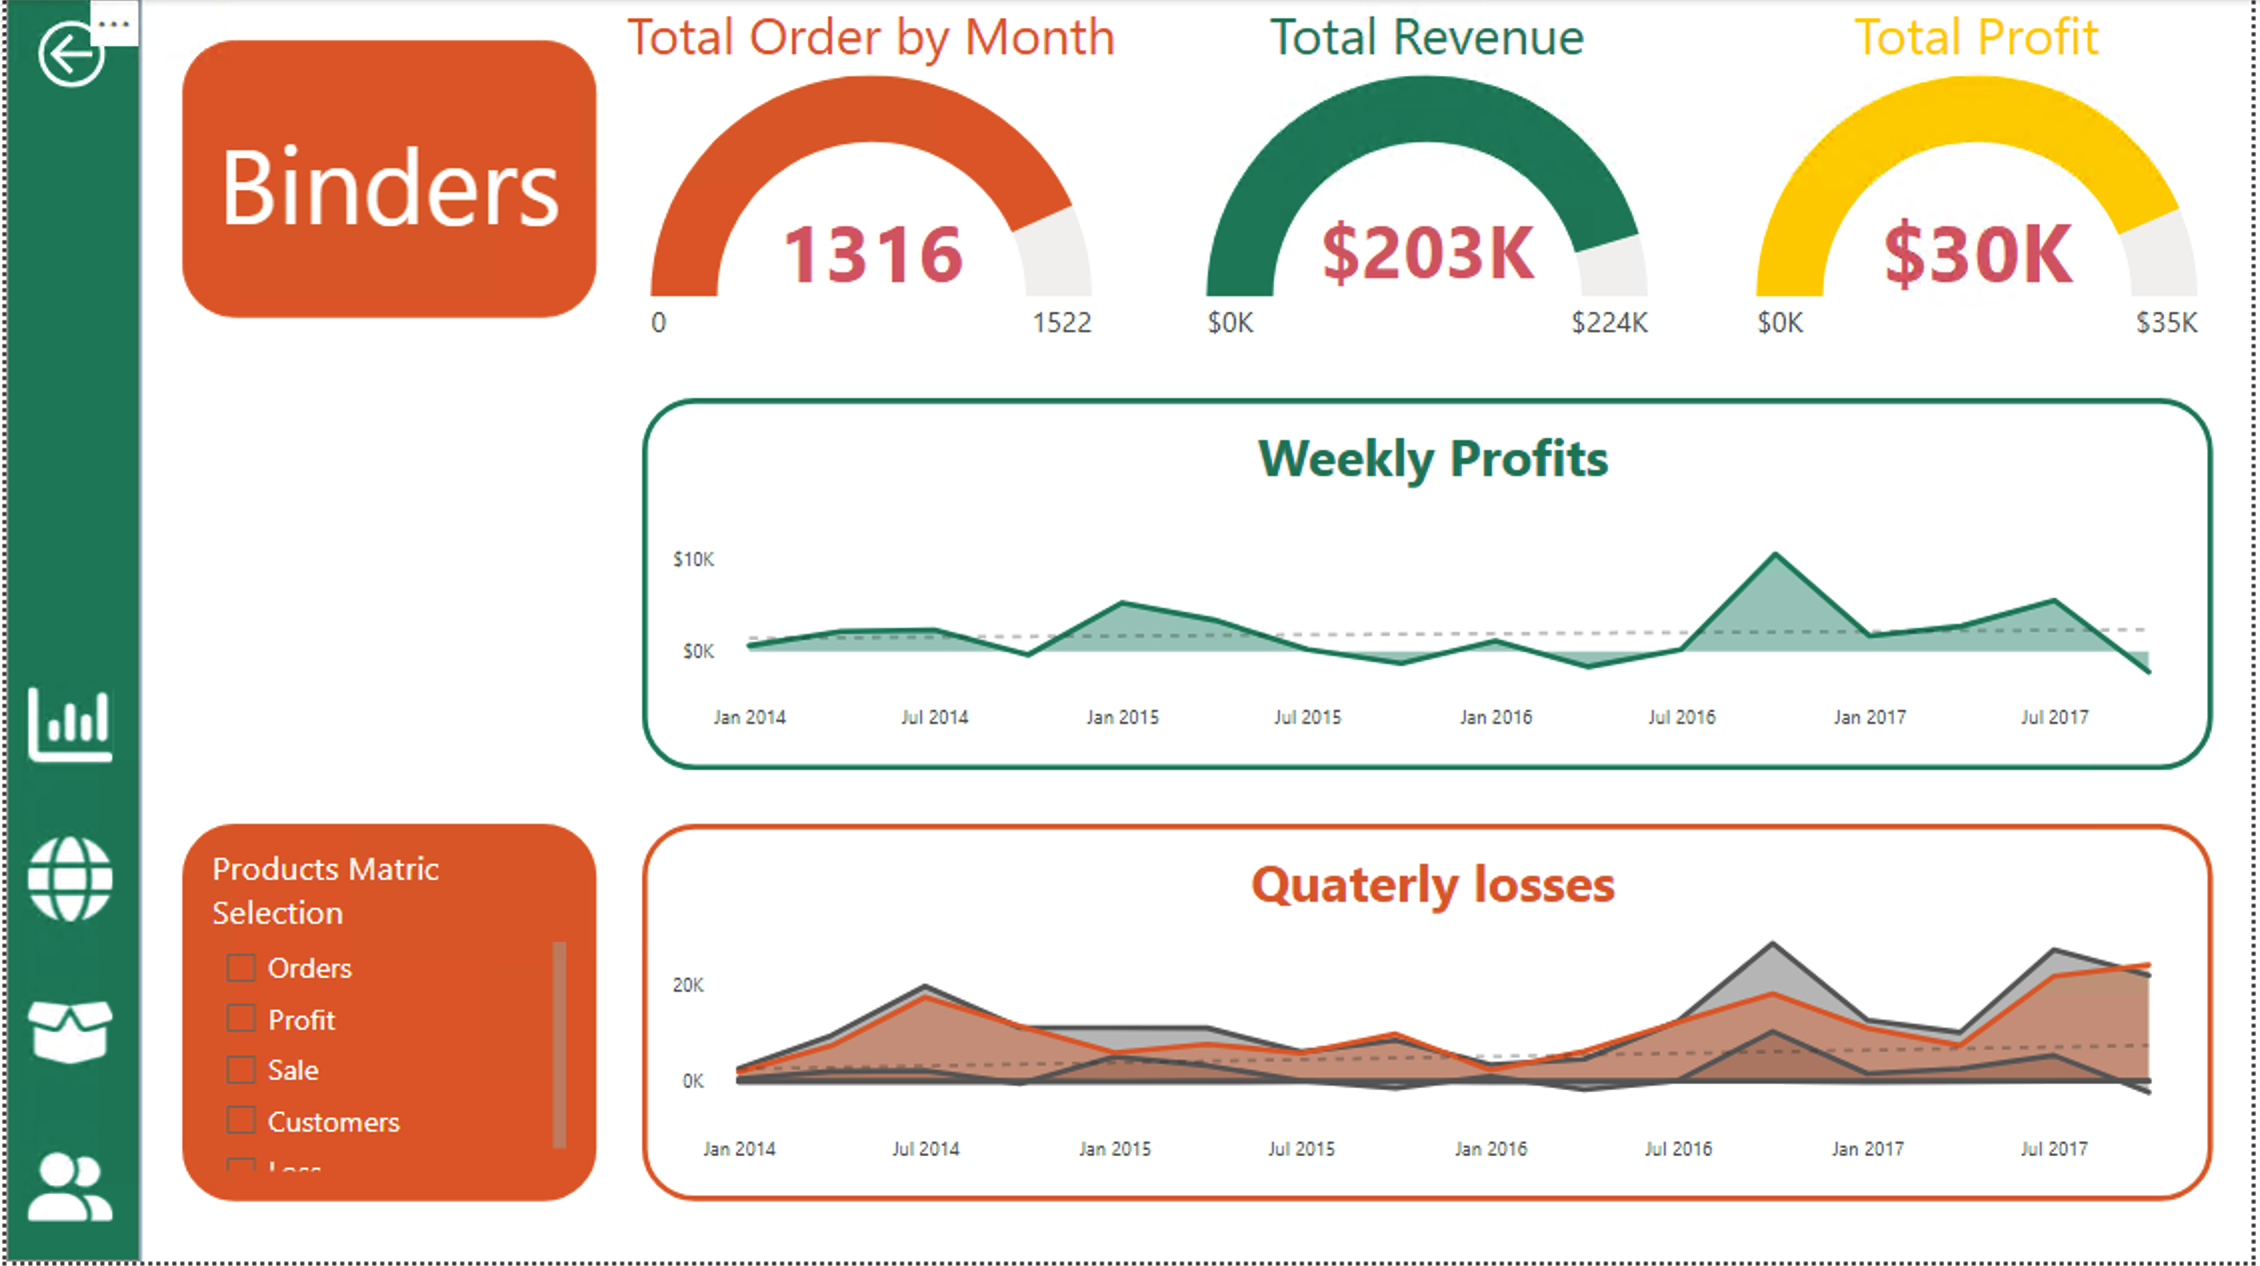 Total Order by Month
Total Revenue
Total Profit
Binders
1316
0
1522
$203K
$0K
$224K
$30K
$0K
$35K
Weekly Profits
$10K
$0K
Jan 2014
Jul 2014
Jan 2015
Jul 2015
Jan 2016
Jul 2016
Jan 2017
Jul 2017
Products Matric
Selection
Orders
Profit
Sale
Customers
Loss
Quaterly losses
20K
0K
Jan 2014
Jul 2014
Jan 2015
Jul 2015
Jan 2016
Jul 2016
Jan 2017
Jul 2017